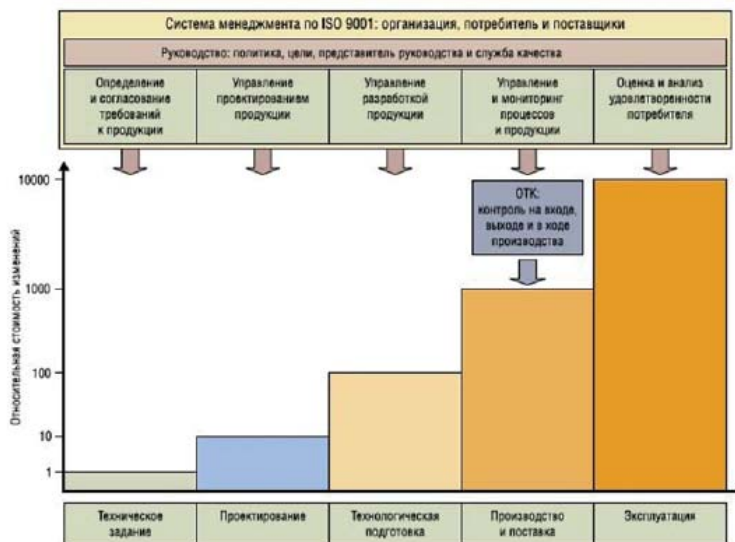 Система менеджмента по ISO 9001: организация, потребитель и поставщики
Руководство: политика, цели, представитель руководства и служба качества
Определение
и согласование
требований
к продукции
Управление
проектированием
продукции
Управление
разработкой
продукции
Управление
и мониторинг
процессов
и продукции
Оценка и анализ
удовлетворенности
потребителя
ОТК:
контроль на входе,
выходе и в ходе
производства
Относительная стоимость изменений
10000
1000
100
10
1
Техническое
задание
Проектирование
Технологическая
подготовка
Производство
и поставка
Эксплуатация